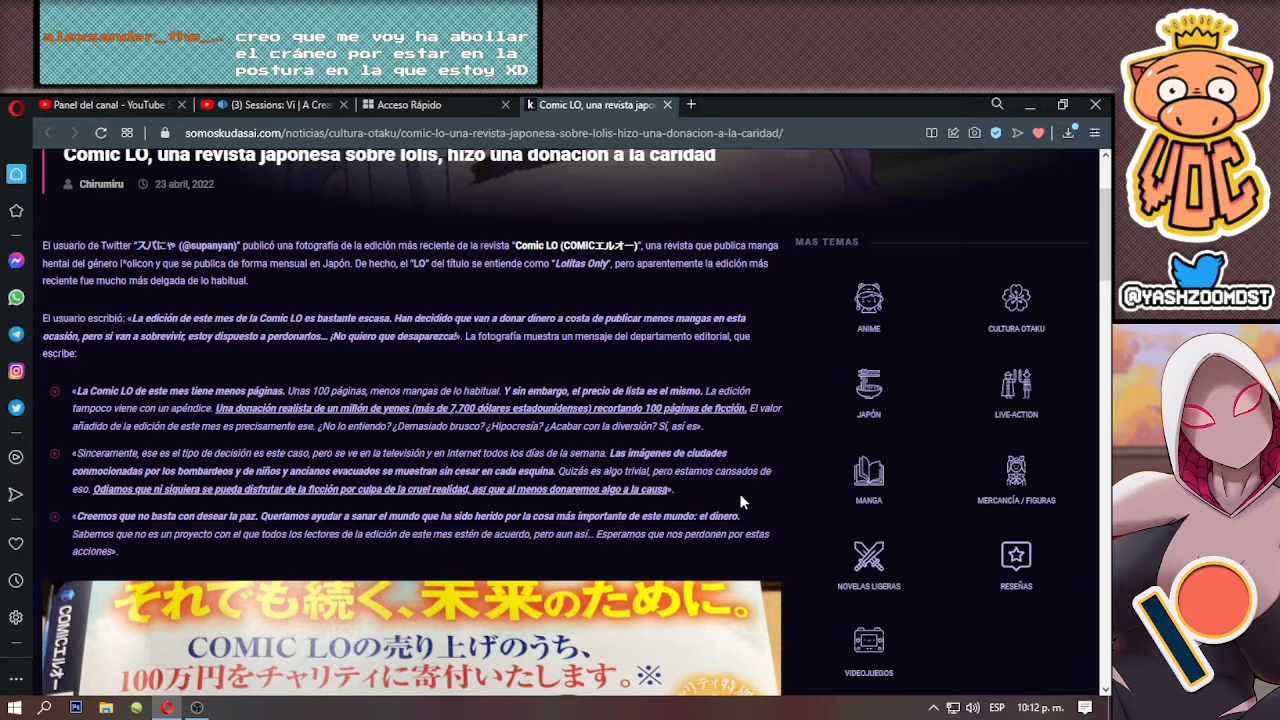 alexzander_the_... creo que me voy ha abollar
el cráneo por estar en la
postura en la que estoy XD
Panel del canal - YouTube S
(3) Sessions: Vi | A Crea
Acceso Rápido
Comic LO, una revista japo
somoskudasaii.com/noticias/cultura-otaku/comic-lo-una-revista-japonesa-sobre-lolis-hizo-una-donacion-a-la-caridad/
Comic LO, una revista japonesa sobre lolis, hizo una donación a la caridad
Chirumiru 23 abril, 2022
El usuario de Twitter "スパにゃ (@supanyan)" publicó una fotografía de la edición más reciente de la revista "Comic LO (COMICエルオー)", una revista que publica manga
hentai del género l*olicon y que se publica de forma mensual en Japón. De hecho, el "LO" del título se entiende como "Lolitas Only", pero aparentemente la edición más
reciente fue mucho más delgada de lo habitual.
El usuario escribió: «La edición de este mes de la Comic LO es bastante escasa. Han decidido que van a donar dinero a costa de publicar menos mangas en esta
ocasión, pero si van a sobrevivir, estoy dispuesto a perdonarlos… ¡No quiero que desaparezca!». La fotografía muestra un mensaje del departamento editorial, que
escribe:
«La Comic LO de este mes tiene menos páginas. Unas 100 páginas, menos mangas de lo habitual. Y sin embargo, el precio de lista es el mismo. La edición
tampoco viene con un apéndice. Una donación realista de un millón de yenes (más de 7,700 dólares estadounidenses) recortando 100 páginas de ficción. El valor
añadido de la edición de este mes es precisamente ese. ¿No lo entiendo? ¿Demasiado brusco? ¿Hipocresía? ¿Acabar con la diversión? Sí, así es».
«Sinceramente, ese es el tipo de decisión es este caso, pero se ve en la televisión y en Internet todos los días de la semana. Las imágenes de ciudades
conmocionadas por los bombardeos y de niños y ancianos evacuados se muestran sin cesar en cada esquina. Quizás es algo trivial, pero estamos cansados de
eso. Odiamos que ni siquiera se pueda disfrutar de la ficción por culpa de la cruel realidad, así que al menos donaremos algo a la causa».
«Creemos que no basta con desear la paz. Queríamos ayudar a sanar el mundo que ha sido herido por la cosa más importante de este mundo: el dinero.
Sabemos que no es un proyecto con el que todos los lectores de la edición de este mes estén de acuerdo, pero aun así… Esperamos que nos perdonen por estas
acciones».
それでも続く、未来のために。
COMIC LOの売り上げのうち、
100万円をチャリティに寄付いたします。※
COMICエルオー
MAS TEMAS
ANIME
CULTURA OTAKU
JAPÓN
LIVE-ACTION
MANGA
MERCANCÍA / FIGURAS
NOVELAS LIGERAS
RESEÑAS
VIDEOJUEGOS
WOC
@YASHZOOMDST
ESP 10:12 p. m.